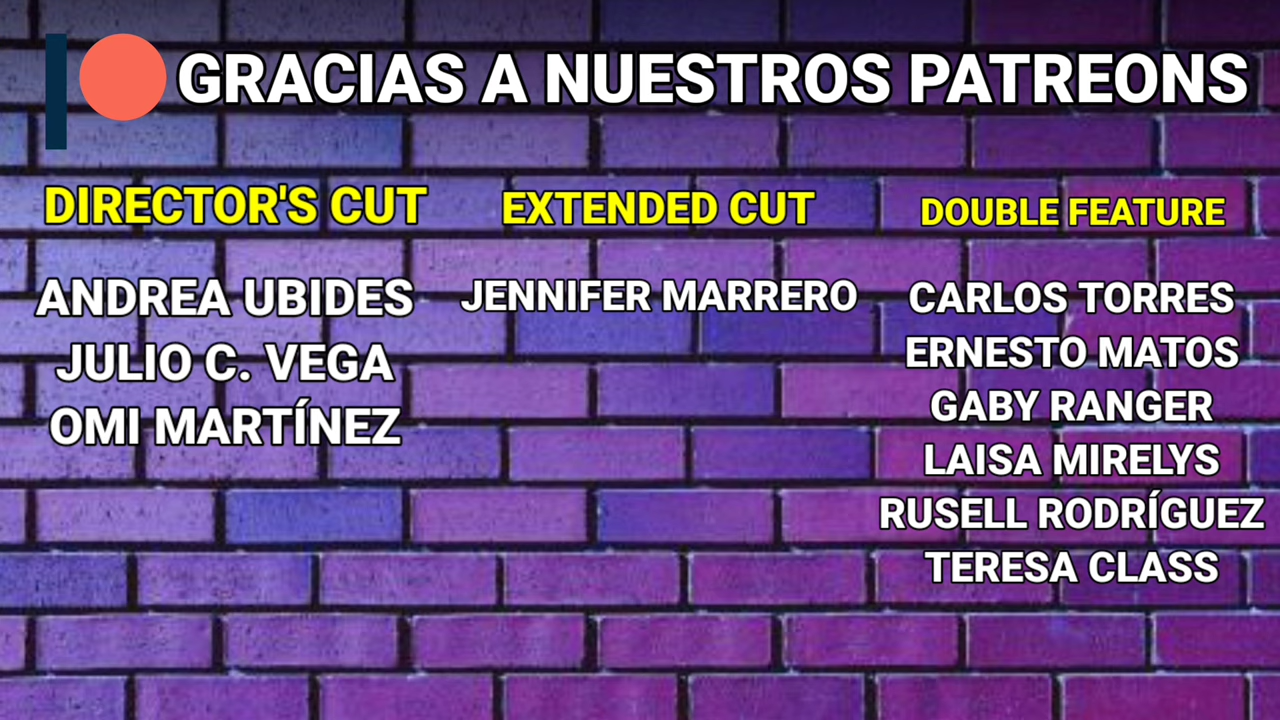 GRACIAS A NUESTROS PATREONS
DIRECTOR'S CUT
ANDREA UBIDES
JULIO C. VEGA
OMI MARTÍNEZ
EXTENDED CUT
JENNIFER MARRERO
DOUBLE FEATURE
CARLOS TORRES
ERNESTO MATOS
GABY RANGER
LAISA MIRELYS
RUSELL RODRÍGUEZ
TERESA CLASS